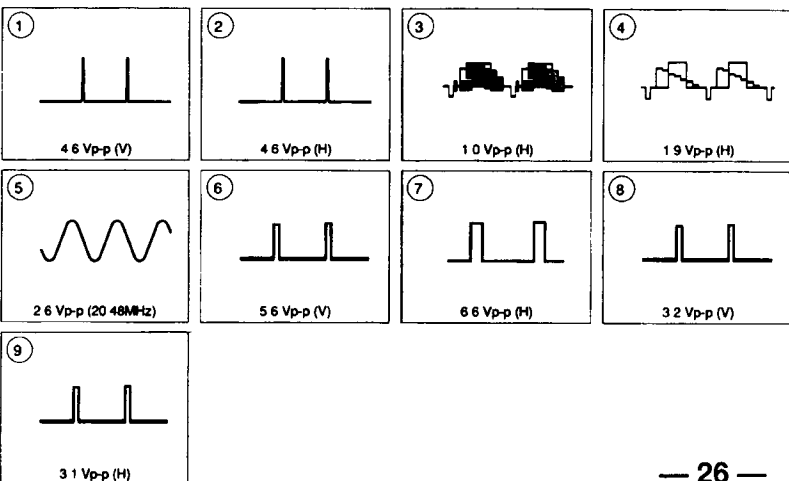 1
4 6 Vp-p (V)
2
4 6 Vp-p (H)
3
1 0 Vp-p (H)
4
1 9 Vp-p (H)
5
2 6 Vp-p (20 48MHz)
6
5 6 Vp-p (V)
7
6 6 Vp-p (H)
8
3 2 Vp-p (V)
9
3 1 Vp-p (H)
— 26 —